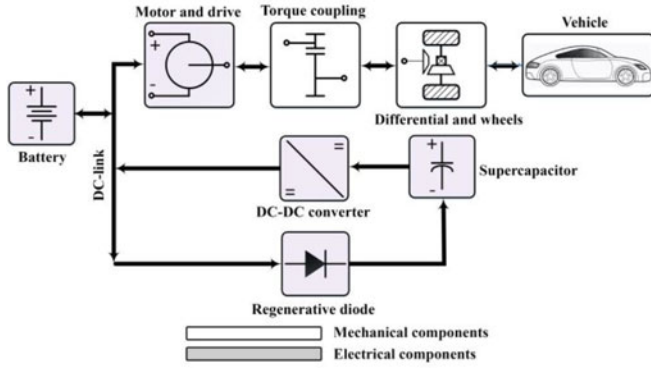 Motor and drive
Torque coupling
Vehicle
+
-
Differential and wheels
+
-
Battery
DC-link
=
=
DC-DC converter
+
-
Supercapacitor
Regenerative diode
Mechanical components
Electrical components